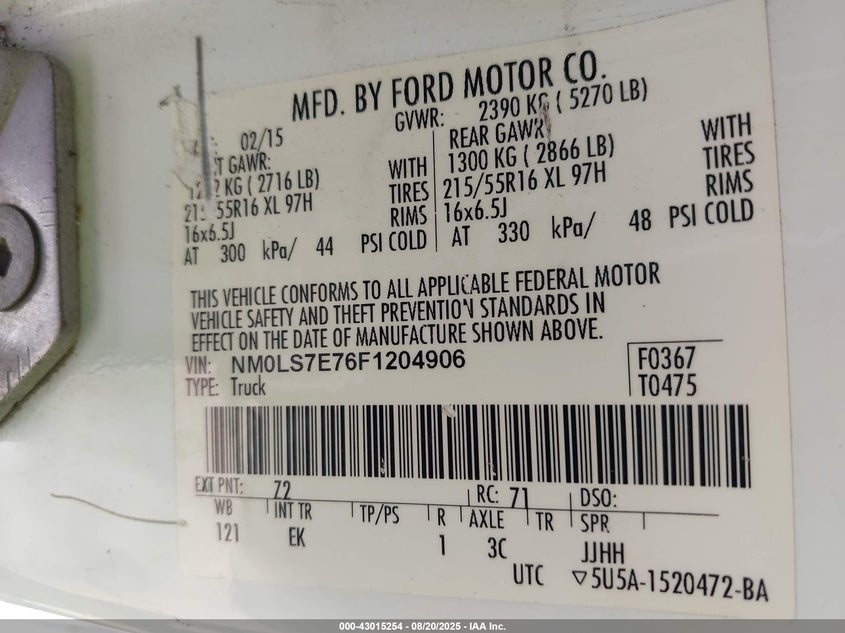 MFD. BY FORD MOTOR CO.
02/15 GVWR: 2390 KG ( 5270 LB)
GAWR: REAR GAWR
KG ( 2716 LB) WITH 1300 KG ( 2866 LB) WITH
55R16 XL 97H TIRES 215/55R16 XL 97H TIRES
16x6.5J RIMS 16x6.5J RIMS
AT 300 kPa/ 44 PSI COLD AT 330 kPa/ 48 PSI COLD
THIS VEHICLE CONFORMS TO ALL APPLICABLE FEDERAL MOTOR
VEHICLE SAFETY AND THEFT PREVENTION STANDARDS IN
EFFECT ON THE DATE OF MANUFACTURE SHOWN ABOVE.
VIN: NM0LS7E76F1204906 F0367
TYPE: Truck T0475
EXT PNT: Z2 RC: 71 DSO:
WB INT TR TP/PS R AXLE TR SPR
121 EK 1 3C JJHH
UTC ▽5U5A-1520472-BA
000-43015254 - 08/20/2025 - IAA Inc.